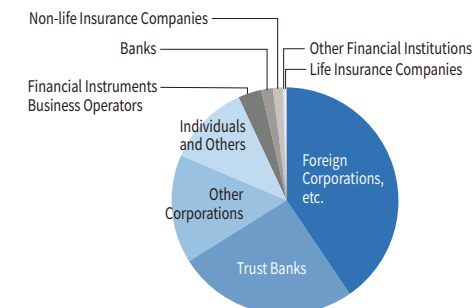 Non-life Insurance Companies
Banks
Other Financial Institutions
Life Insurance Companies
Financial Instruments
Business Operators
Individuals
and Others
Foreign
Corporations,
etc.
Other
Corporations
Trust Banks